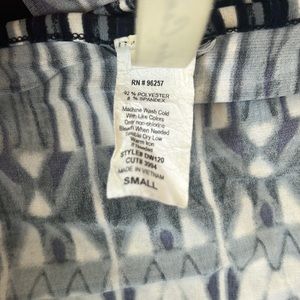 RN # 96257
92 % POLYESTER
8 % SPANDEX
Machine Wash Cold
With Like Colors
Only non-chlorine
Bleach When Needed
Tumble Dry Low
Warm Iron
If Needed
STYLE# DW120
CUT# 3994
MADE IN VIETNAM
SMALL